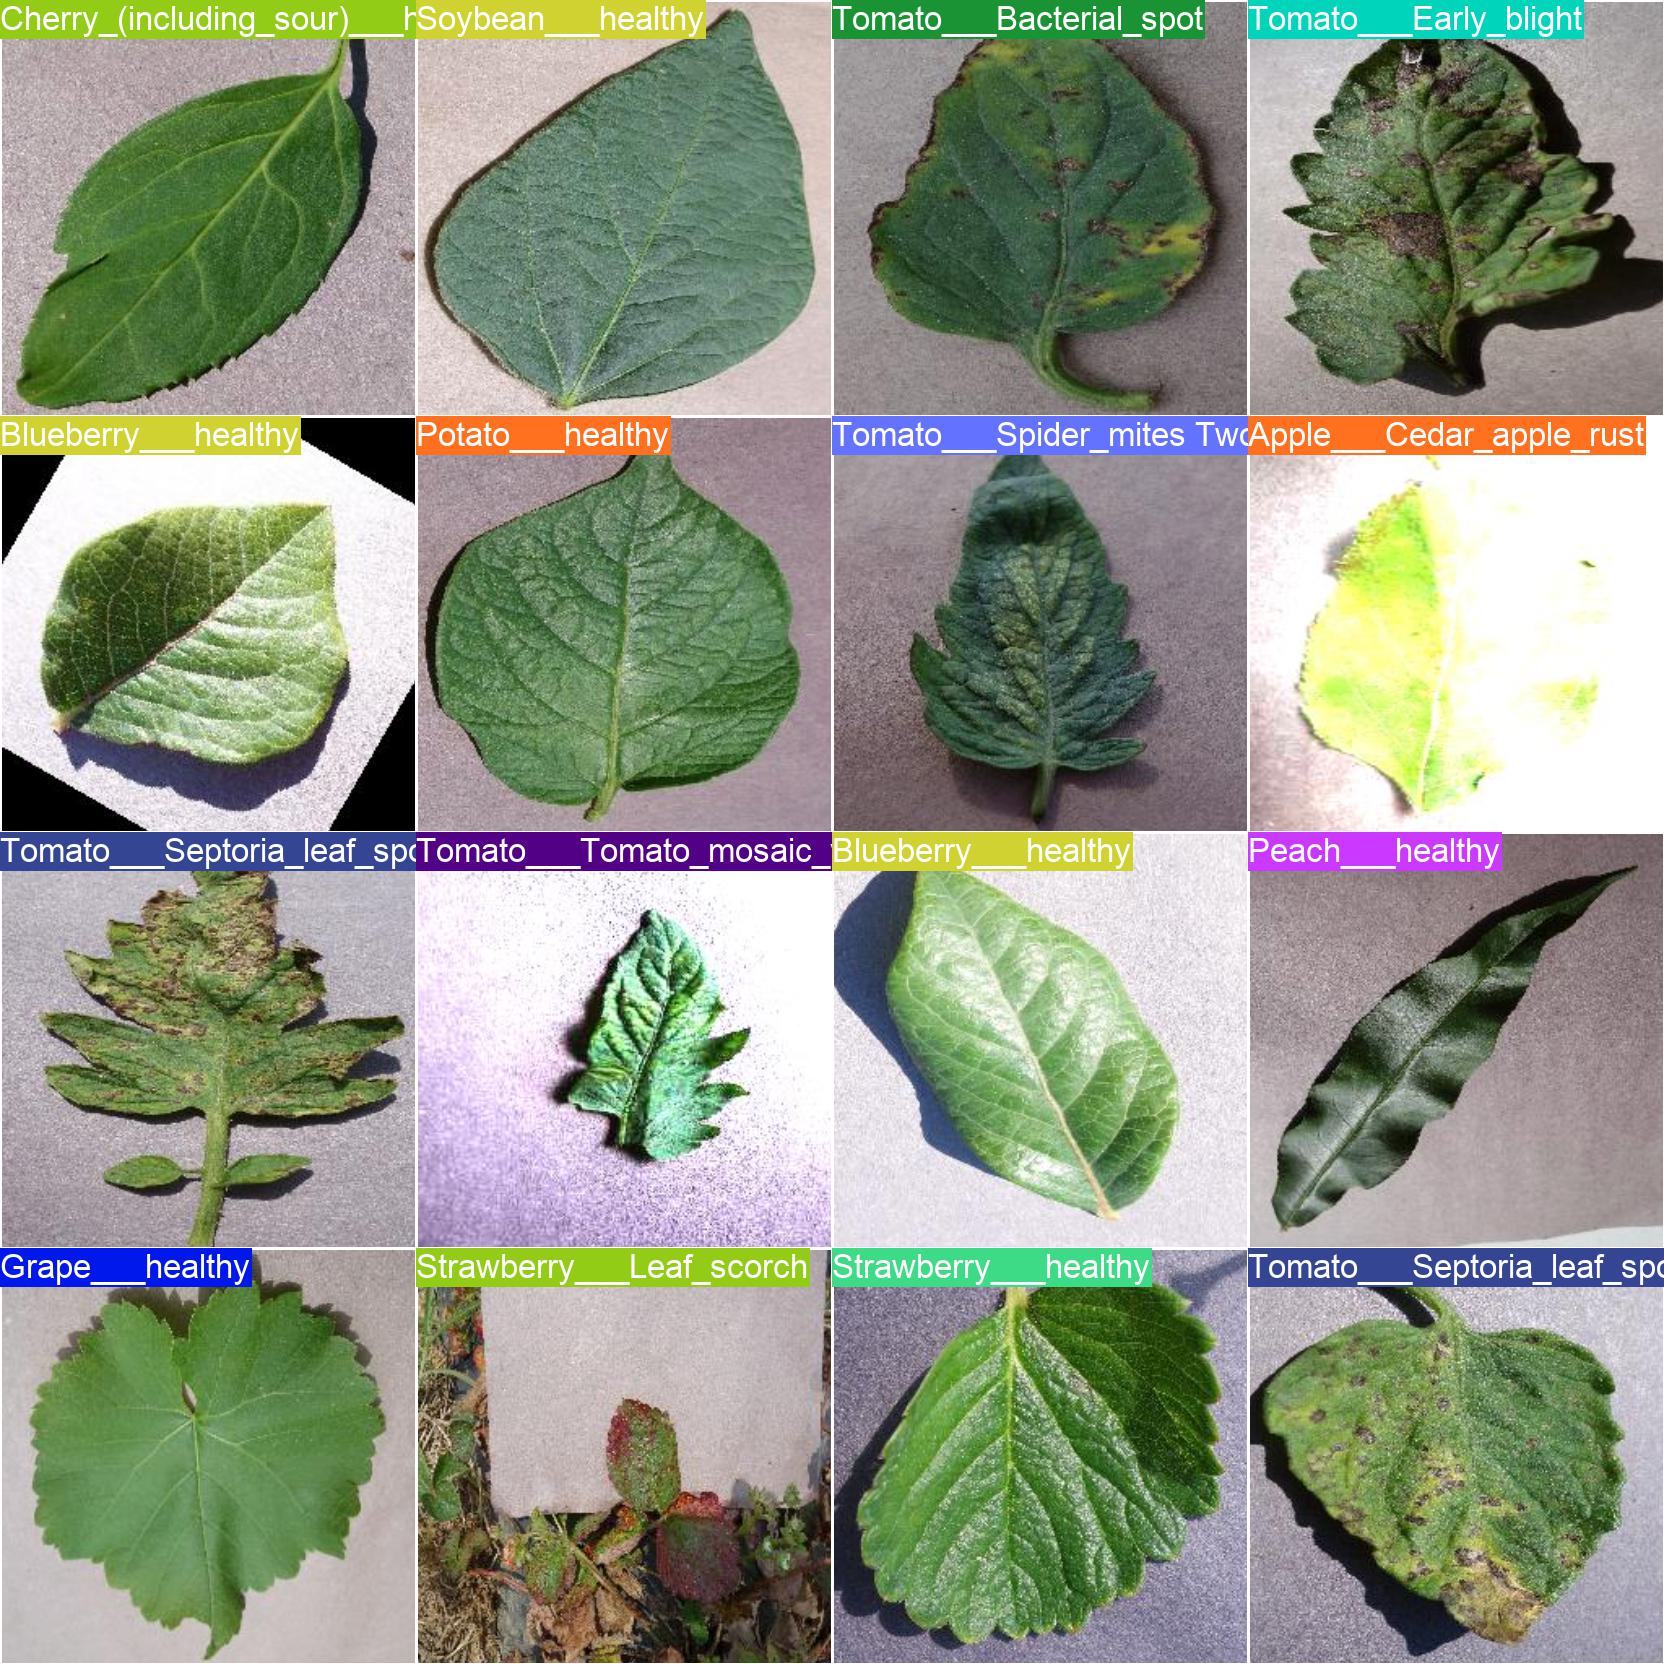 Cherry_(including_sour)___h
Soybean___healthy
Tomato___Bacterial_spot
Tomato___Early_blight
Blueberry___healthy
Potato___healthy
Tomato___Spider_mites Two
Apple___Cedar_apple_rust
Tomato___Septoria_leaf_spo
Tomato___Tomato_mosaic_
Blueberry___healthy
Peach___healthy
Grape___healthy
Strawberry___Leaf_scorch
Strawberry___healthy
Tomato___Septoria_leaf_spo